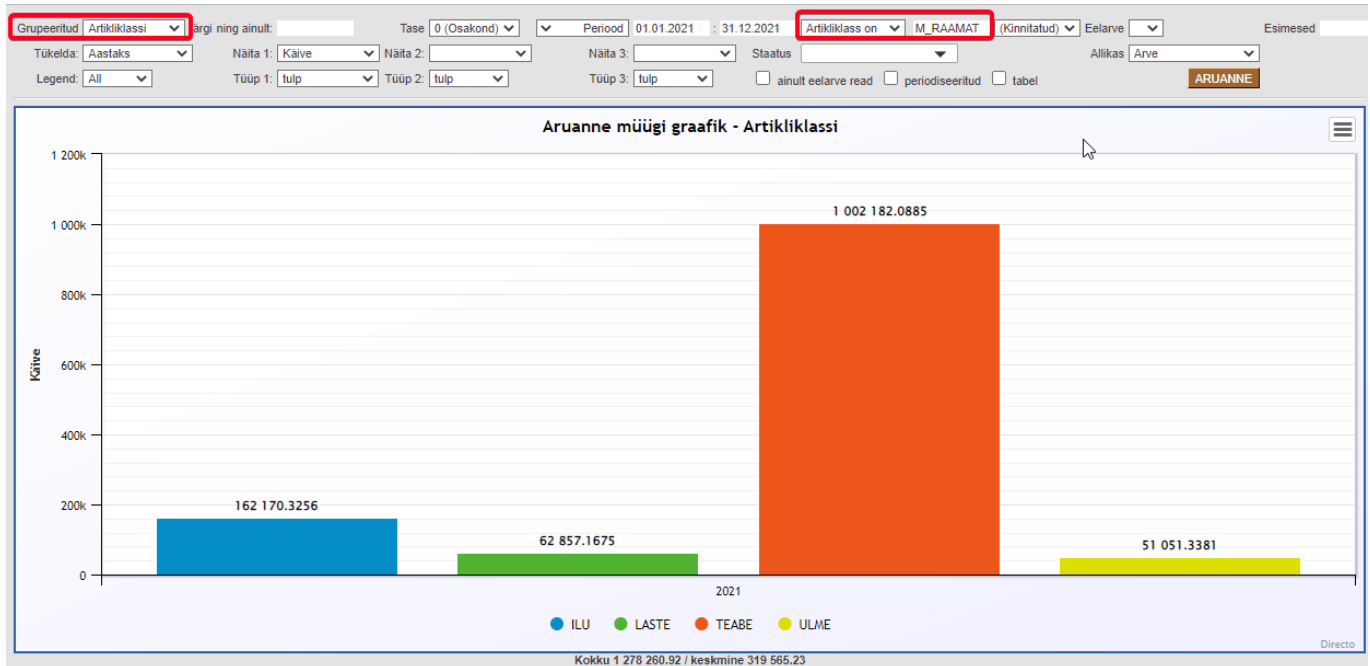 Grupeeritud Artikliklassi järgi ning ainult: Tase 0 (Osakond) Periood 01.01.2021 : 31.12.2021 Artikliklass on M_RAAMAT (Kinnitatud) Eelarve Esimesed
Tükelda: Aastaks Näita 1: Käive Näita 2: Näita 3: Staatus Allikas Arve
Legend: All Tüüp 1: tulp Tüüp 2: tulp Tüüp 3: tulp ainult eelarve read periodiseeritud tabel ARUANNE
Aruanne müügi graafik - Artikliklassi
1 200k
1 002 182.0885
1 000k
800k
600k
Käive
400k
200k
162 170.3256
62 857.1675
51 051.3381
0
2021
ILU LASTE TEABE ULME
Directo
Kokku 1 278 260.92 / keskmine 319 565.23